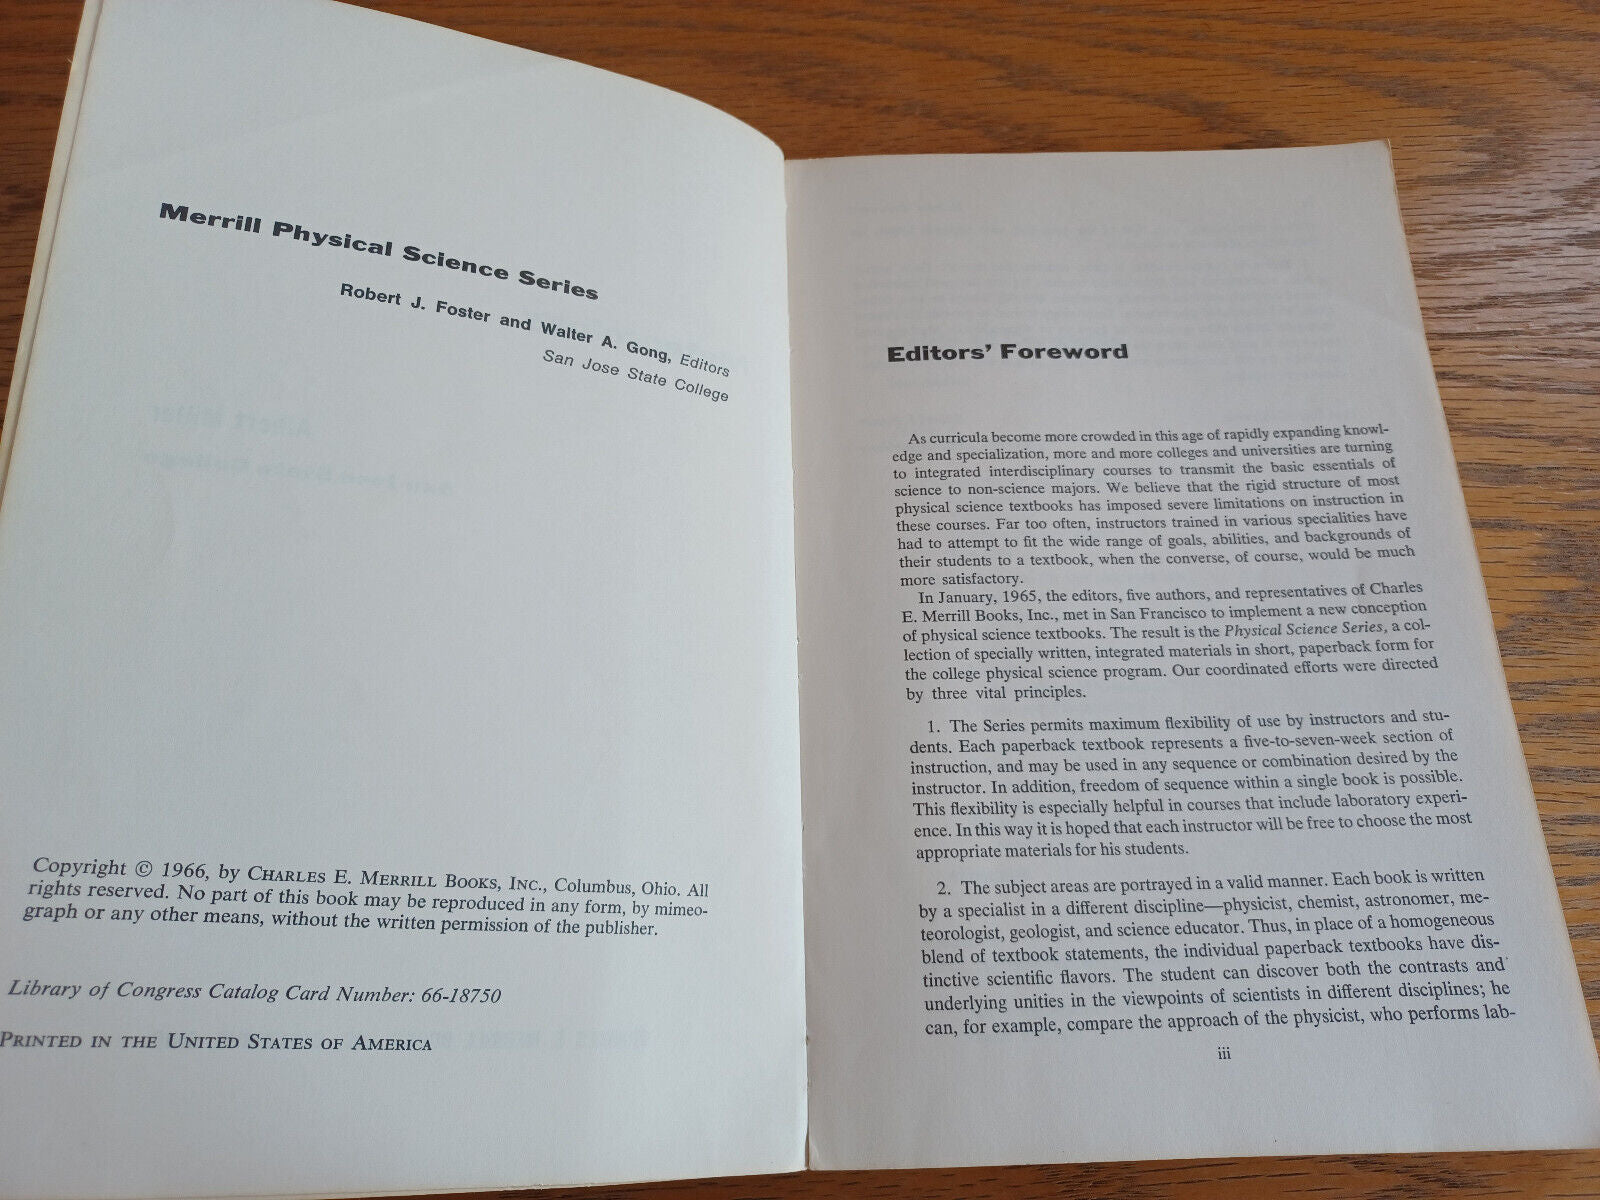 Merrill Physical Science Series
Robert J. Foster and Walter A. Gong, Editors
San Jose State College
Copyright © 1966, by CHARLES E. MERRILL BOOKS, INC., Columbus, Ohio. All
rights reserved. No part of this book may be reproduced in any form, by mimeo-
graph or any other means, without the written permission of the publisher.
Library of Congress Catalog Card Number: 66-18750
PRINTED IN THE UNITED STATES OF AMERICA
Editors' Foreword
As curricula become more crowded in this age of rapidly expanding knowl-
edge and specialization, more and more colleges and universities are turning
to integrated interdisciplinary courses to transmit the basic essentials of
science to non-science majors. We believe that the rigid structure of most
physical science textbooks has imposed severe limitations on instruction in
these courses. Far too often, instructors trained in various specialities have
had to attempt to fit the wide range of goals, abilities, and backgrounds of
their students to a textbook, when the converse, of course, would be much
more satisfactory.
In January, 1965, the editors, five authors, and representatives of Charles
E. Merrill Books, Inc., met in San Francisco to implement a new conception
of physical science textbooks. The result is the Physical Science Series, a col-
lection of specially written, integrated materials in short, paperback form for
the college physical science program. Our coordinated efforts were directed
by three vital principles.
1. The Series permits maximum flexibility of use by instructors and stu-
dents. Each paperback textbook represents a five-to-seven-week section of
instruction, and may be used in any sequence or combination desired by the
instructor. In addition, freedom of sequence within a single book is possible.
This flexibility is especially helpful in courses that include laboratory experi-
ence. In this way it is hoped that each instructor will be free to choose the most
appropriate materials for his students.
2. The subject areas are portrayed in a valid manner. Each book is written
by a specialist in a different discipline—physicist, chemist, astronomer, me-
teorologist, geologist, and science educator. Thus, in place of a homogeneous
blend of textbook statements, the individual paperback textbooks have dis-
tinctive scientific flavors. The student can discover both the contrasts and
underlying unities in the viewpoints of scientists in different disciplines; he
can, for example, compare the approach of the physicist, who performs lab-
iii